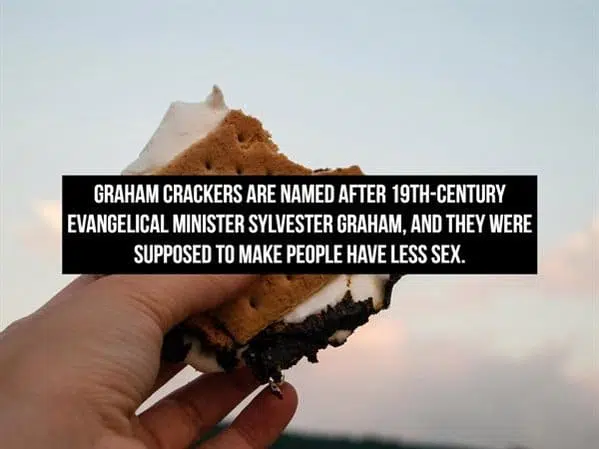 GRAHAM CRACKERS ARE NAMED AFTER 19TH-CENTURY
EVANGELICAL MINISTER SYLVESTER GRAHAM, AND THEY WERE
SUPPOSED TO MAKE PEOPLE HAVE LESS SEX.